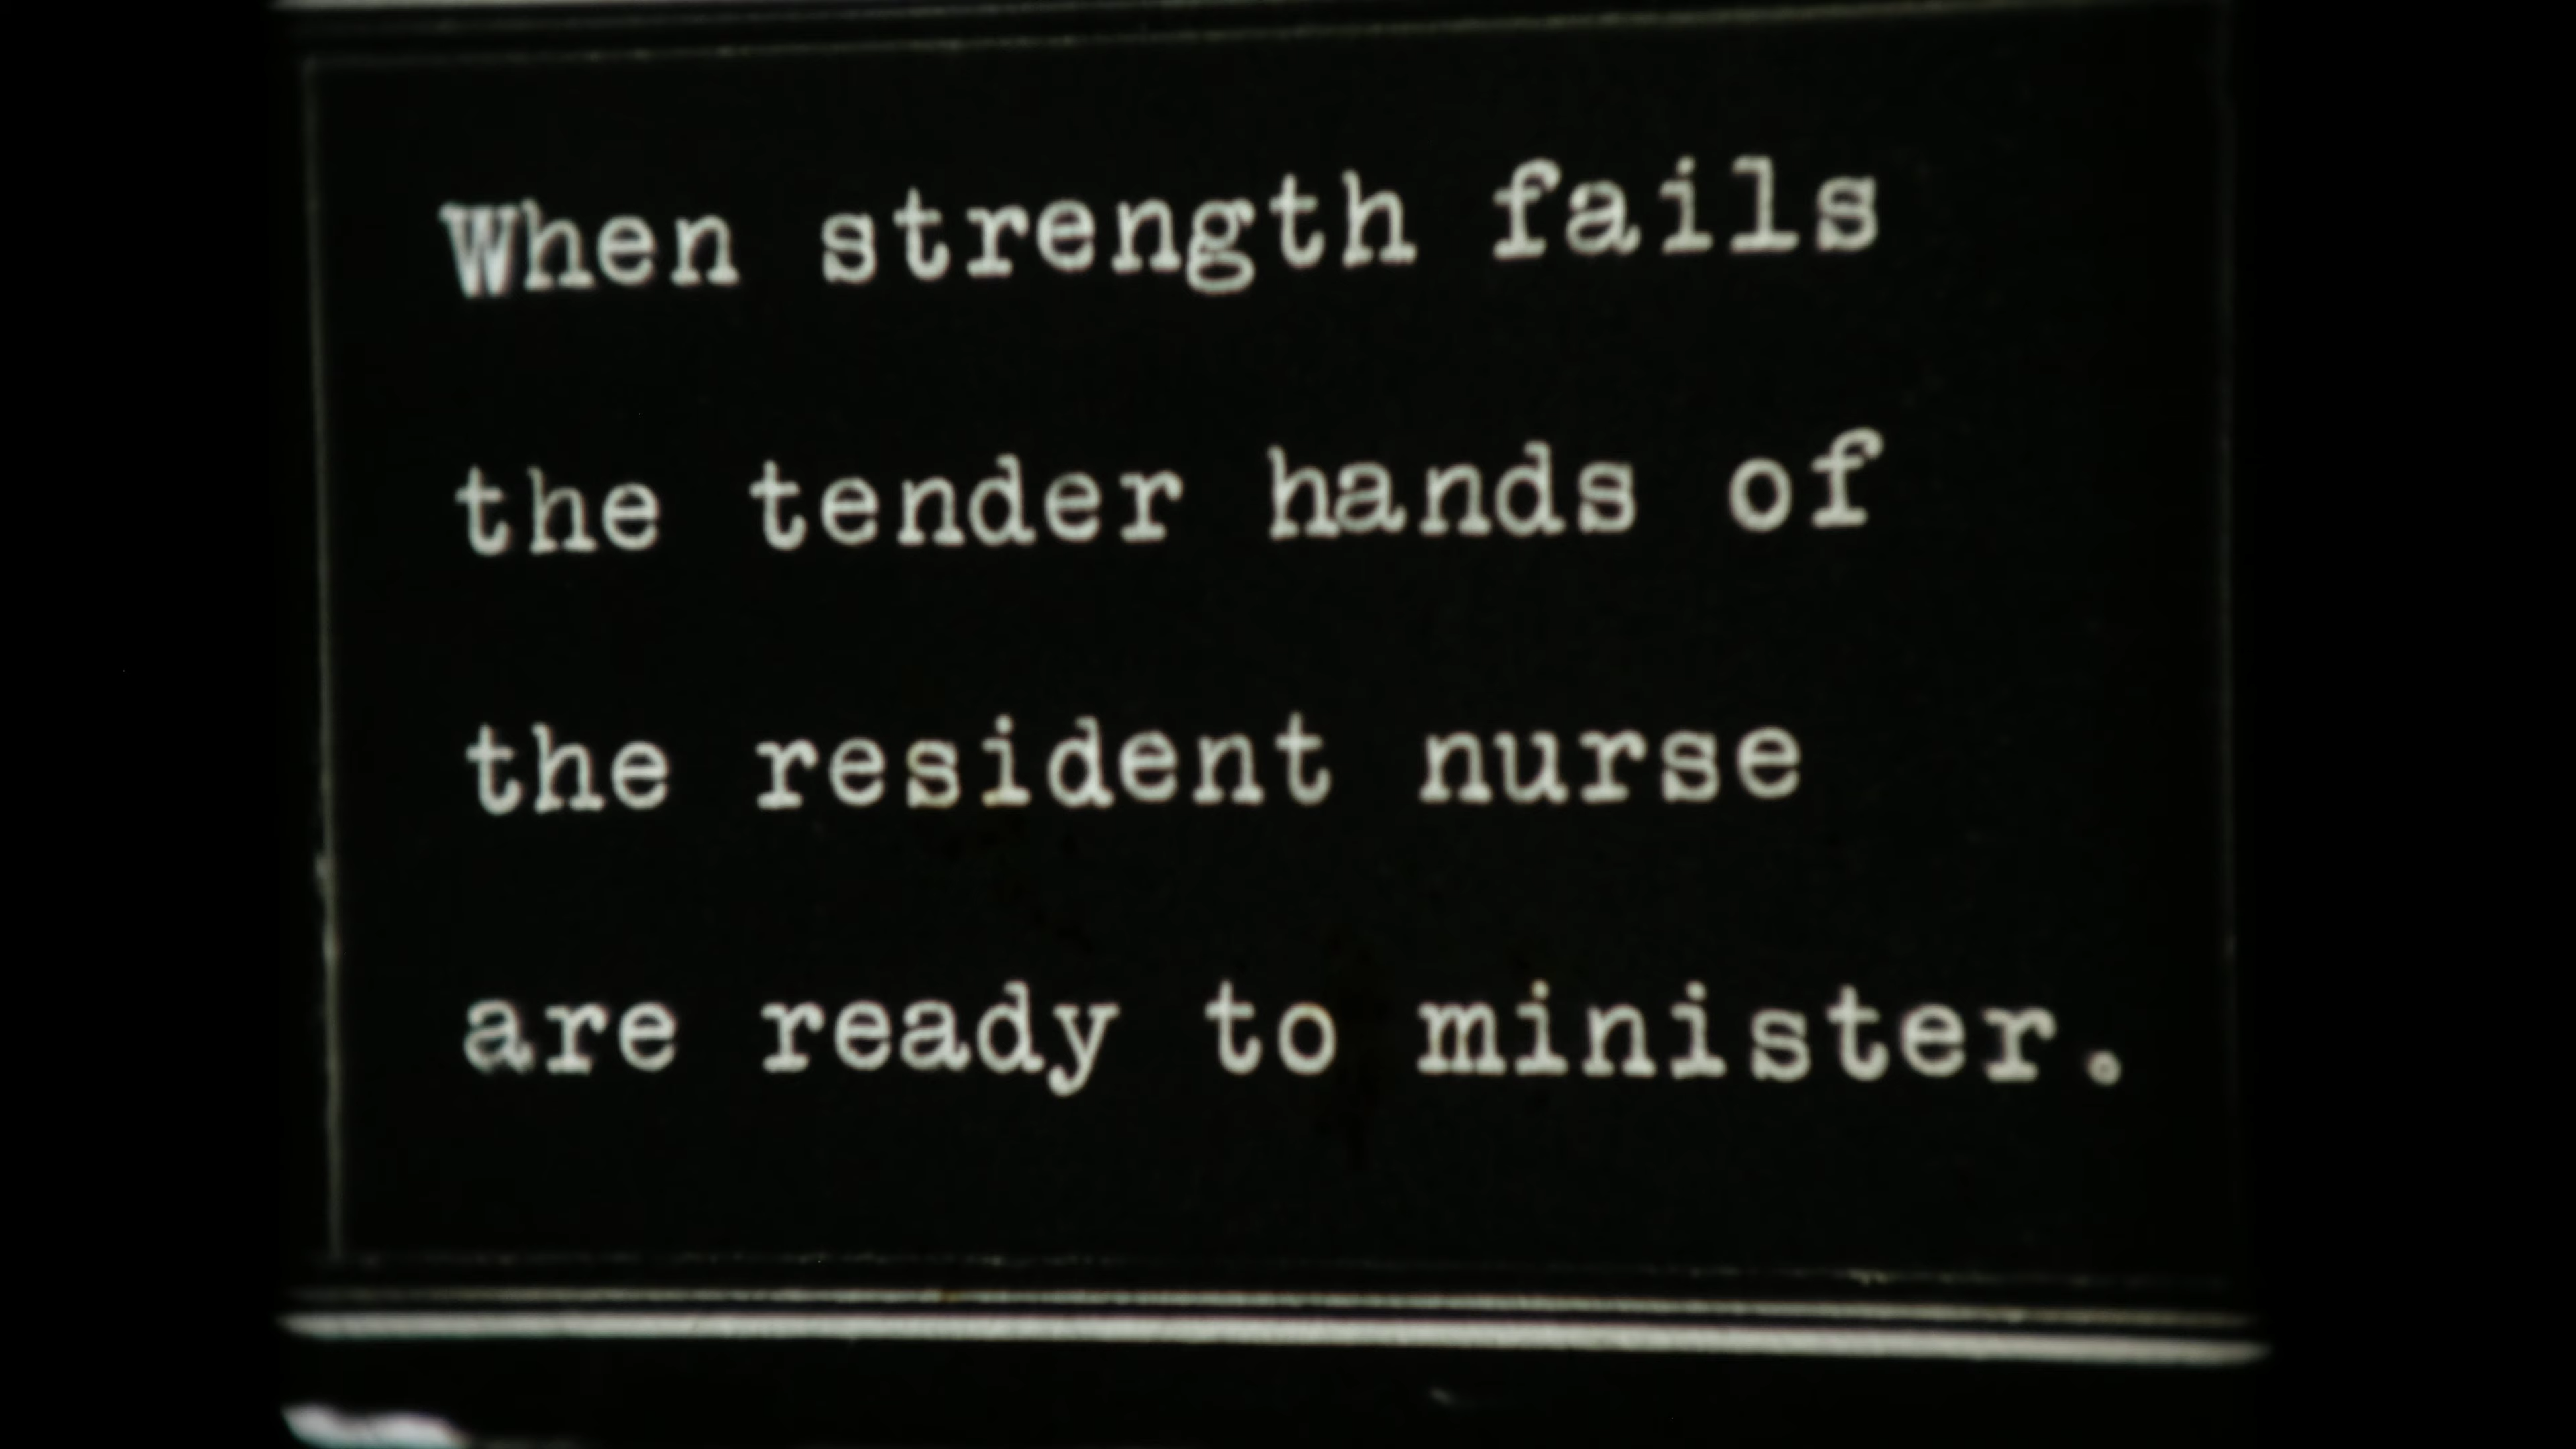 When strength fails
the tender hands of
the resident nurse
are ready to minister.